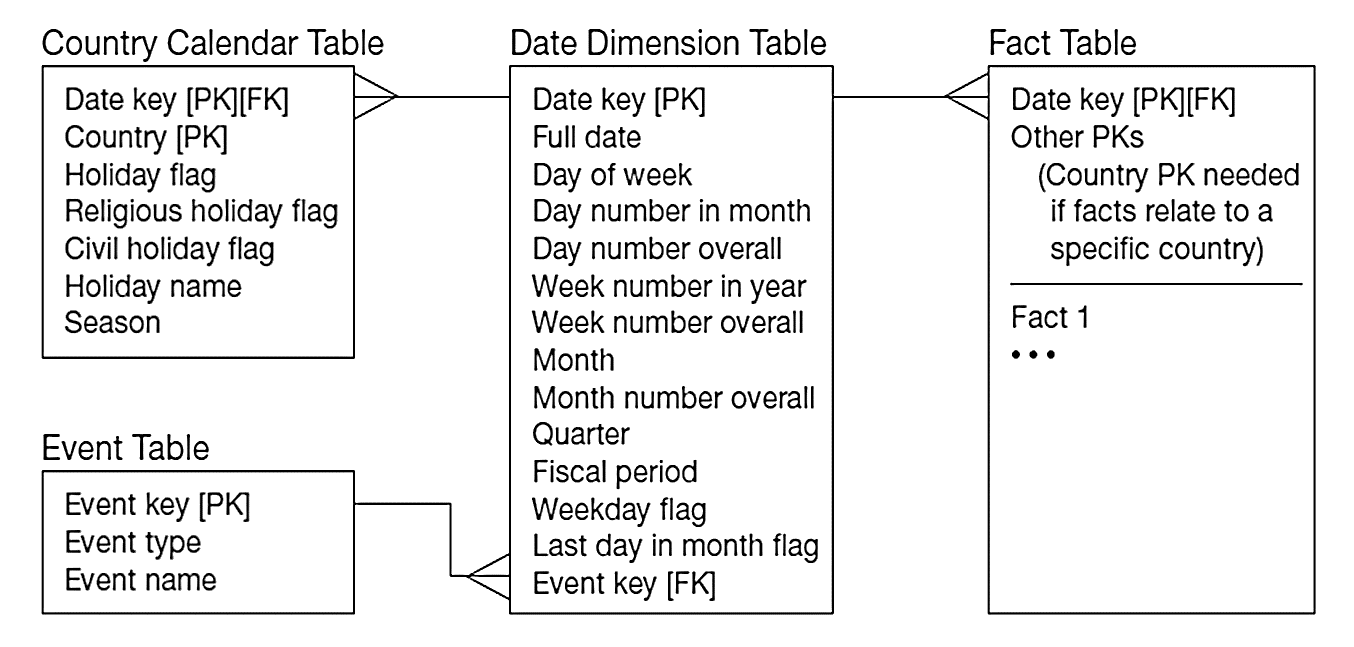 Country Calendar Table
Date key [PK][FK]
Country [PK]
Holiday flag
Religious holiday flag
Civil holiday flag
Holiday name
Season
Event Table
Event key [PK]
Event type
Event name
Date Dimension Table
Date key [PK]
Full date
Day of week
Day number in month
Day number overall
Week number in year
Week number overall
Month
Month number overall
Quarter
Fiscal period
Weekday flag
Last day in month flag
Event key [FK]
Fact Table
Date key [PK][FK]
Other PKs
(Country PK needed
if facts relate to a
specific country)
Fact 1
• • •